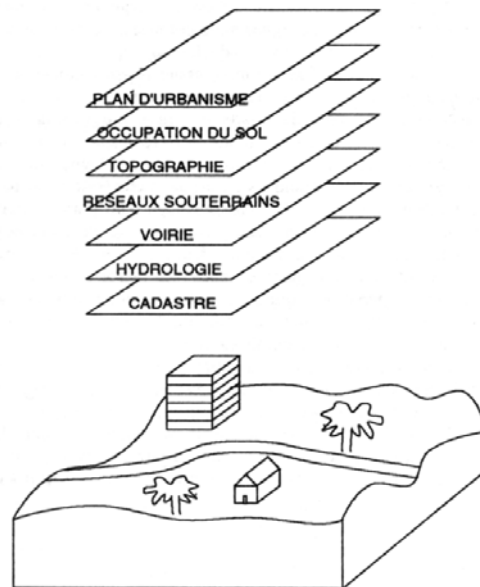 PLAN D'URBANISME
OCCUPATION DU SOL
TOPOGRAPHIE
RESEAUX SOUTERRAINS
VOIRIE
HYDROLOGIE
CADASTRE